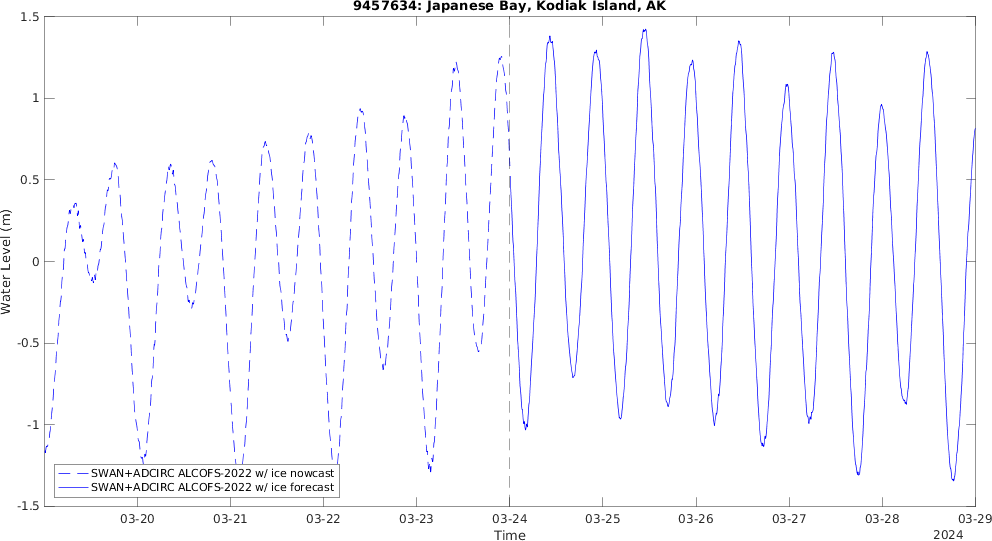 9457634: Japanese Bay, Kodiak Island, AK
1.5
1
0.5
0
-0.5
-1
-1.5
Water Level (m)
SWAN+ADCIRC ALCOFS-2022 w/ ice nowcast
SWAN+ADCIRC ALCOFS-2022 w/ ice forecast
03-20 03-21 03-22 03-23 03-24 03-25 03-26 03-27 03-28 03-29
Time
2024